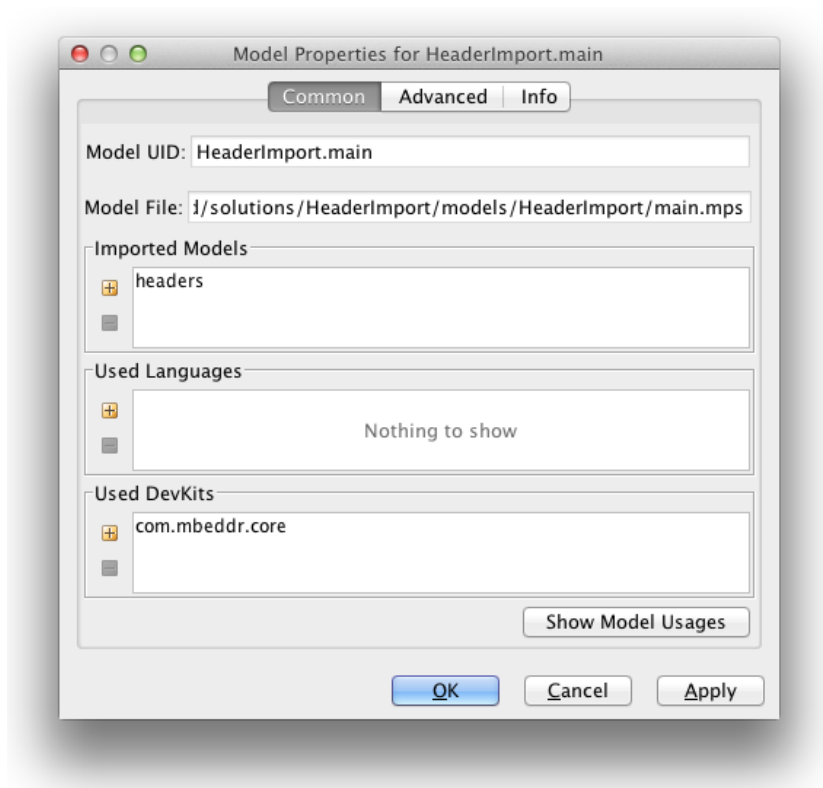 Model Properties for HeaderImport.main
Common Advanced Info
Model UID: HeaderImport.main
Model File: /solutions/HeaderImport/models/HeaderImport/main.mps
Imported Models
headers
Used Languages
Nothing to show
Used DevKits
com.mbeddr.core
Show Model Usages
OK Cancel Apply